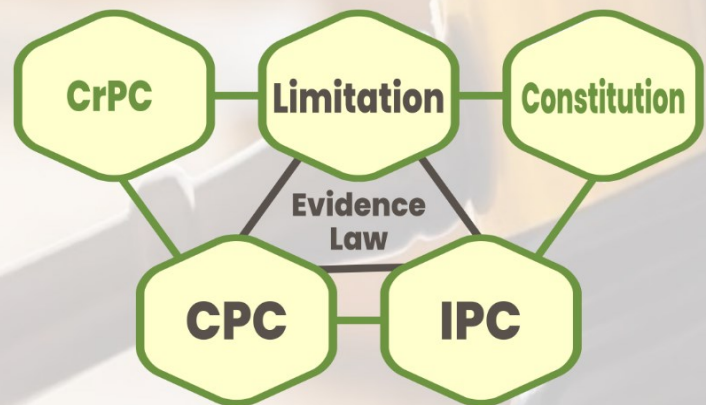 CrPC
Limitation
Constitution
Evidence
Law
CPC
IPC